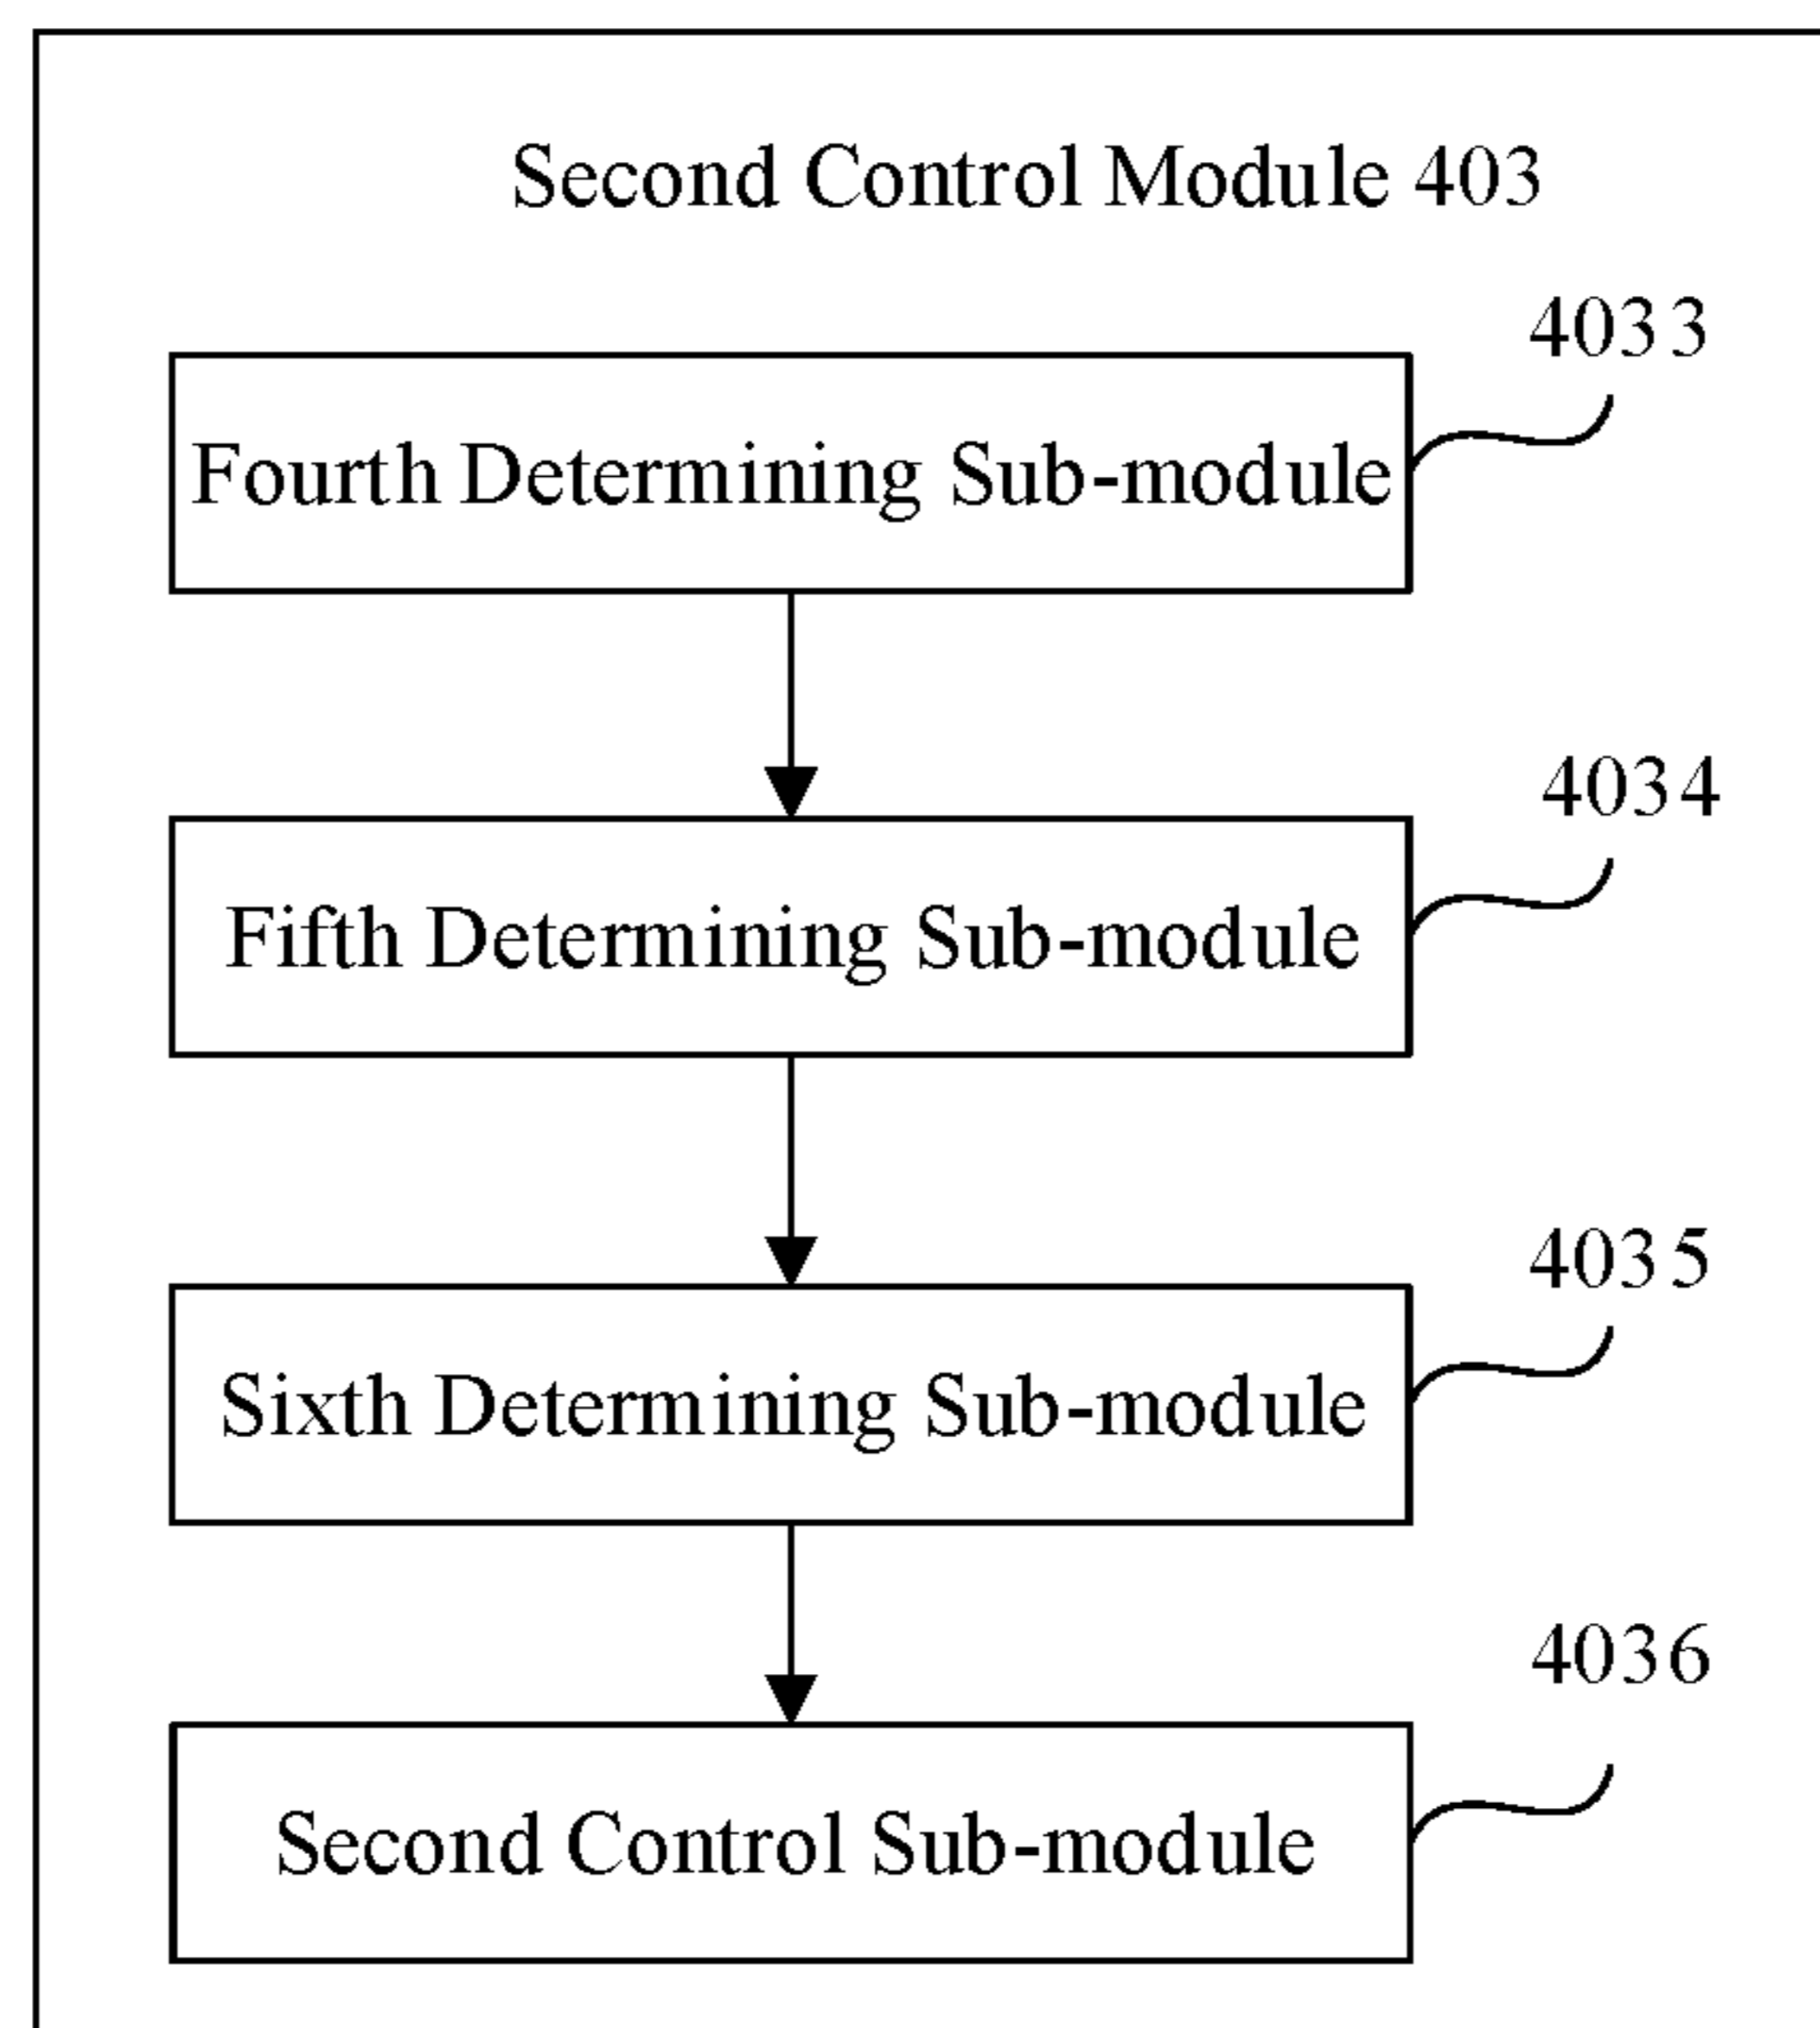 Second Control Module 403
4033
Fourth Determining Sub-module
4034
Fifth Determining Sub-module
4035
Sixth Determining Sub-module
4036
Second Control Sub-module